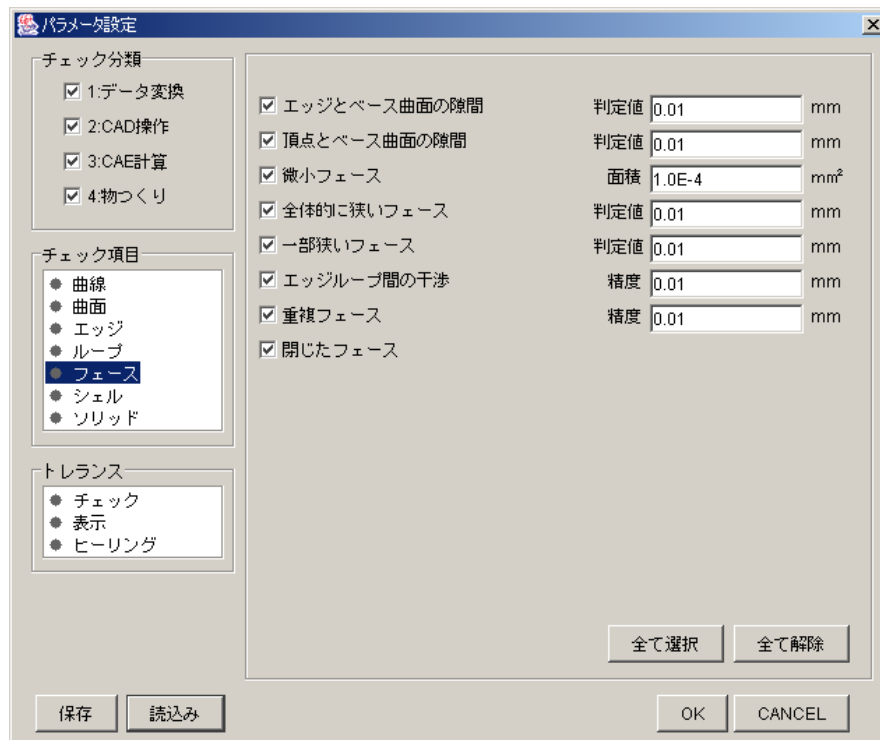 パラメータ設定
チェック分類
1:データ変換
2:CAD操作
3:CAE計算
4:物つくり
チェック項目
曲線
曲面
エッジ
ループ
フェース
シェル
ソリッド
トレランス
チェック
表示
ヒーリング
エッジとベース曲面の隙間 判定値 0.01 mm
頂点とベース曲面の隙間 判定値 0.01 mm
微小フェース 面積 1.0E-4 mm²
全体的に狭いフェース 判定値 0.01 mm
一部狭いフェース 判定値 0.01 mm
エッジループ間の干渉 精度 0.01 mm
重複フェース 精度 0.01 mm
閉じたフェース
全て選択 全て解除
保存 読込み OK CANCEL